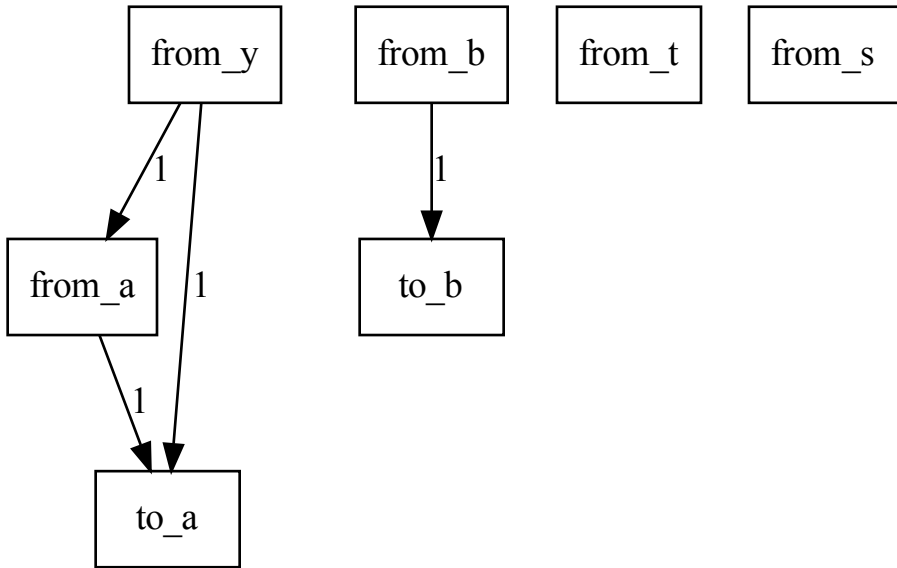 from_y
from_b
from_t
from_s
1
1
from_a
1
to_b
1
to_a